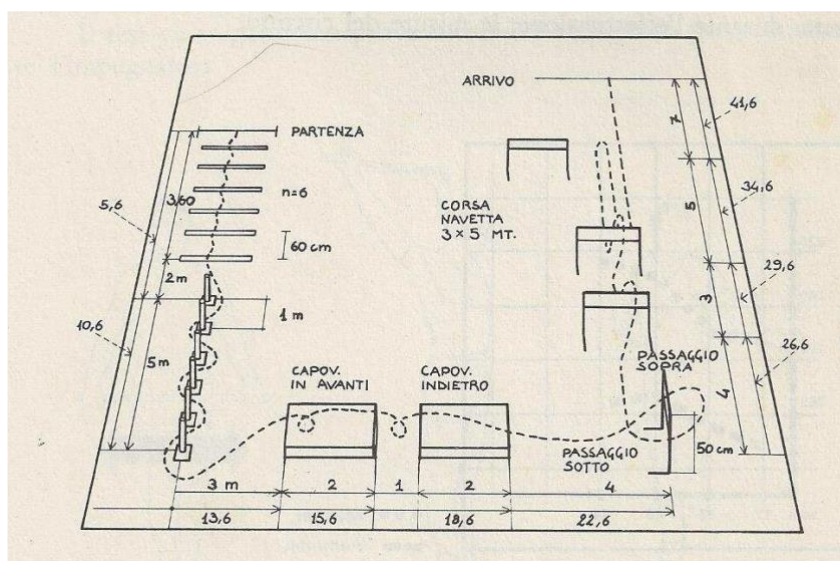 ARRIVO
PARTENZA
n=6
3,60
60 cm
5,6
2 m
1 m
10,6
5 m
CORSA
NAVETTA
3 × 5 MT.
7
41,6
5
34,6
3
29,6
4
26,6
CAPOV.
IN AVANTI
CAPOV.
INDIETRO
PASSAGGIO
SOPRA
PASSAGGIO
SOTTO
50 cm
3 m
2
1
2
4
13,6
15,6
18,6
22,6